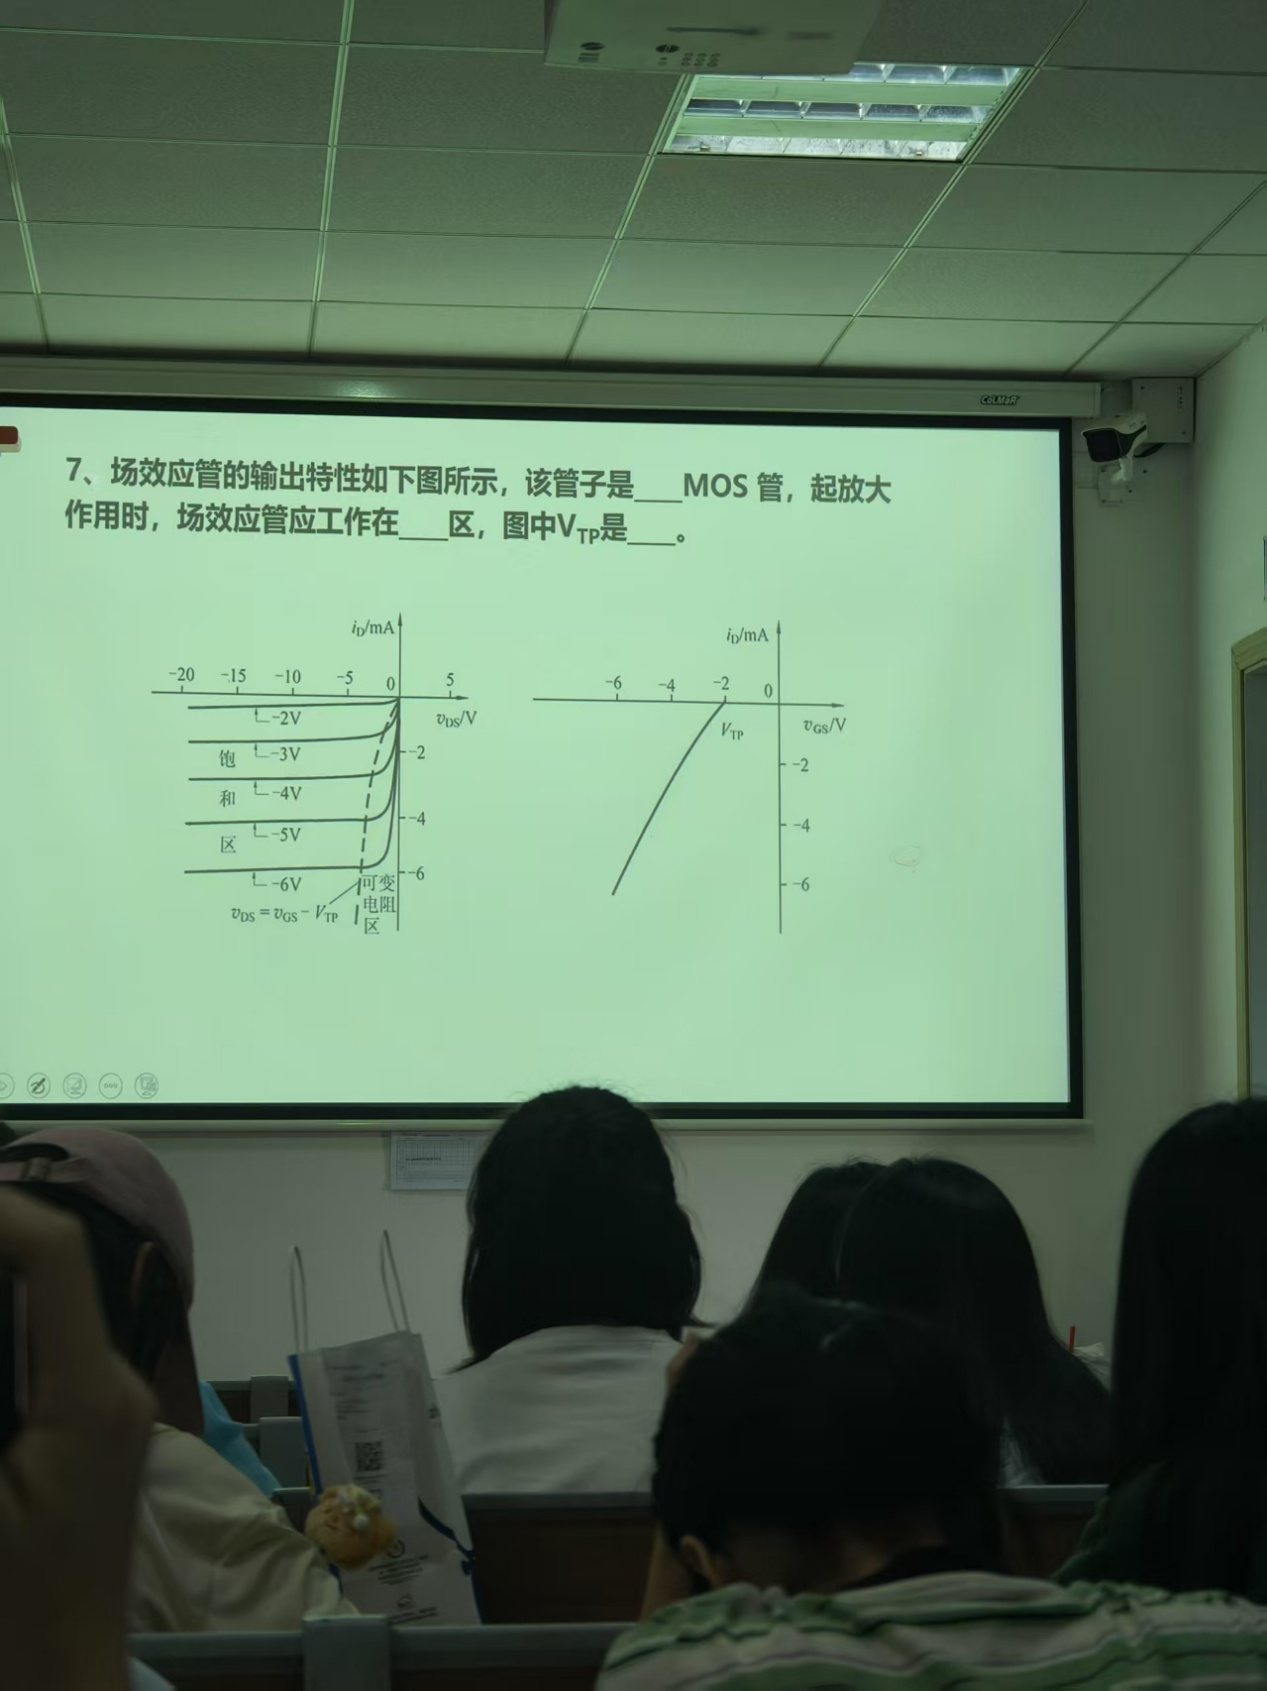 COLMAR
7、场效应管的输出特性如下图所示，该管子是____MOS 管，起放大
作用时，场效应管应工作在____区，图中VTP是____。
iD/mA
-20 -15 -10 -5 0 5
vDS/V
-2V
-3V
-4V
-5V
-6V
饱
和
区
-2
-4
-6
vDS = vGS - VTP
可变
电阻
区
iD/mA
-6 -4 -2 0
VTP
vGS/V
-2
-4
-6